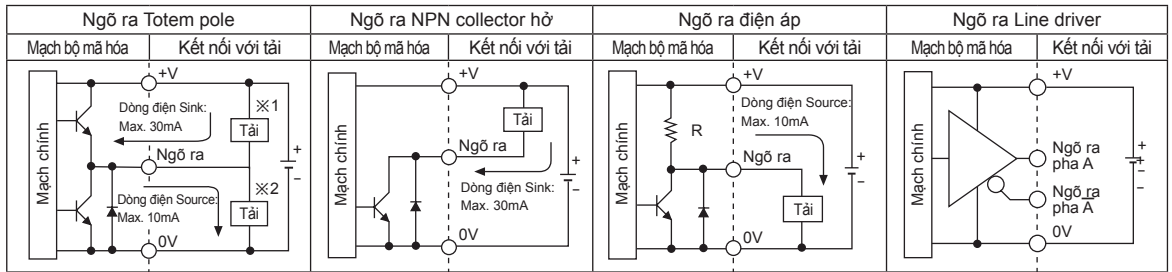 Ngõ ra Totem pole
Mạch bộ mã hóa
Kết nối với tải
Mạch chính
+V
Dòng điện Sink:
Max. 30mA
※1
Tải
Ngõ ra
Dòng điện Source:
Max. 10mA
※2
Tải
0V
+
−
Ngõ ra NPN collector hở
Mạch bộ mã hóa
Kết nối với tải
Mạch chính
+V
Tải
Ngõ ra
Dòng điện Sink:
Max. 30mA
0V
+
−
Ngõ ra điện áp
Mạch bộ mã hóa
Kết nối với tải
Mạch chính
+V
Dòng điện Source:
Max. 10mA
R
Ngõ ra
Tải
0V
+
−
Ngõ ra Line driver
Mạch bộ mã hóa
Kết nối với tải
Mạch chính
+V
Ngõ ra
pha A
Ngõ ra
pha A̅
0V
+
−